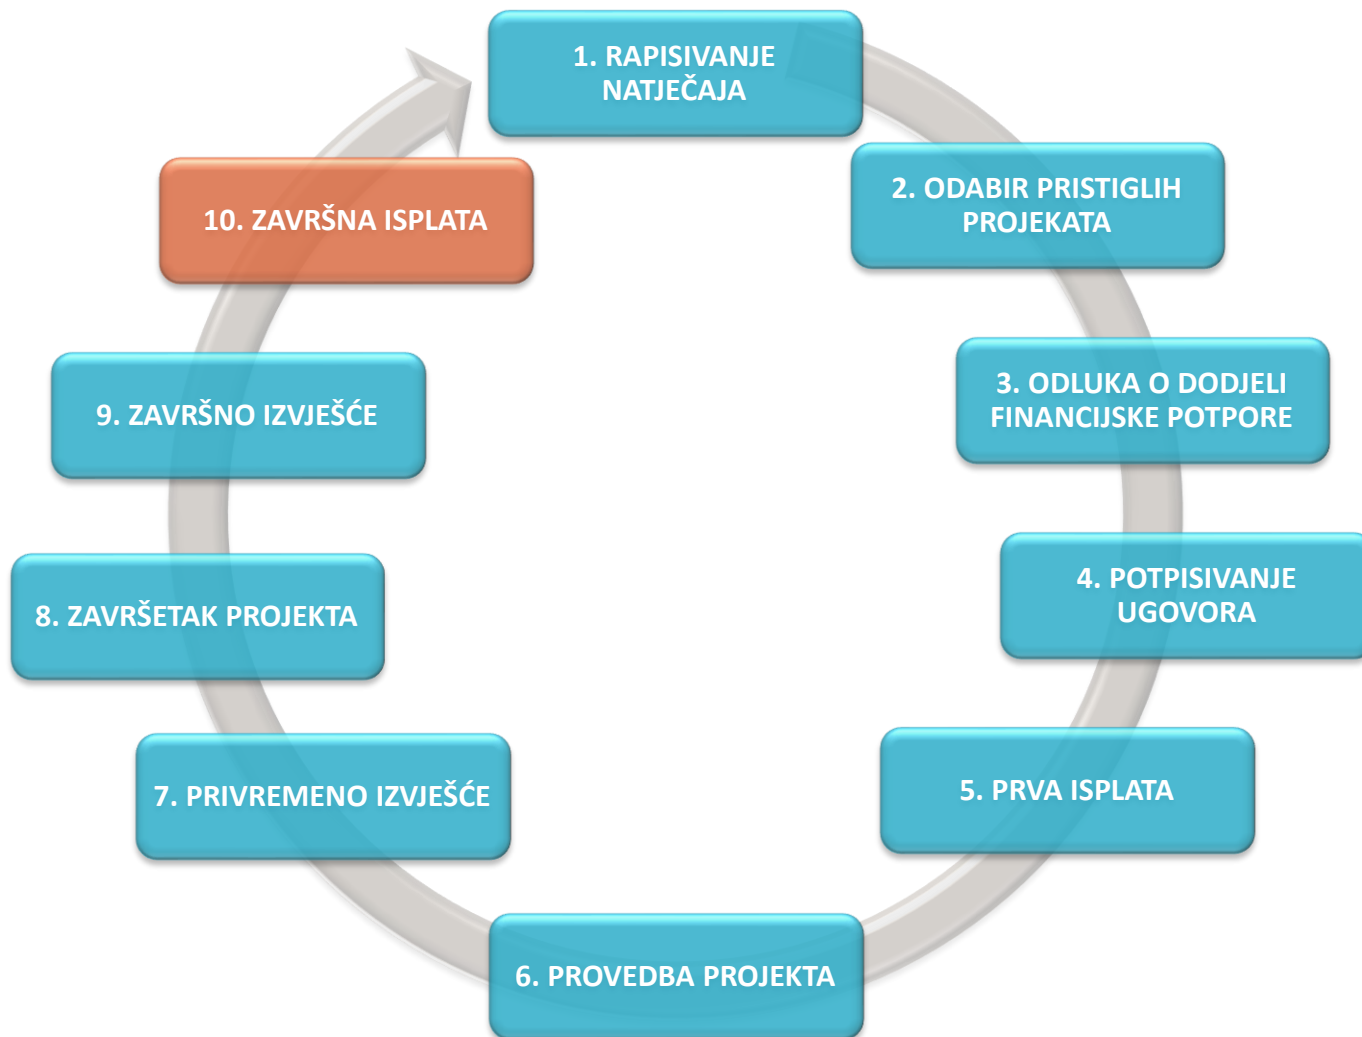 1. RAPISIVANJE
NATJEČAJA
2. ODABIR PRISTIGLIH
PROJEKATA
3. ODLUKA O DODJELI
FINANCIJSKE POTPORE
4. POTPISIVANJE
UGOVORA
5. PRVA ISPLATA
6. PROVEDBA PROJEKTA
7. PRIVREMENO IZVJEŠĆE
8. ZAVRŠETAK PROJEKTA
9. ZAVRŠNO IZVJEŠĆE
10. ZAVRŠNA ISPLATA